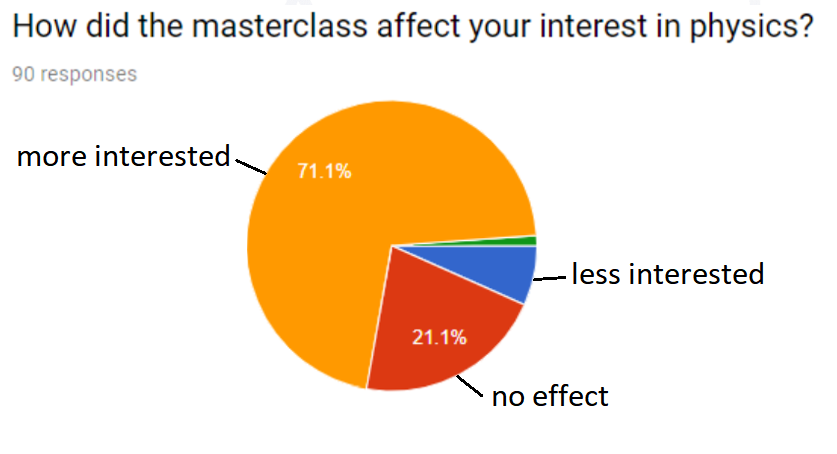 How did the masterclass affect your interest in physics?
90 responses
more interested
71.1%
less interested
21.1%
no effect